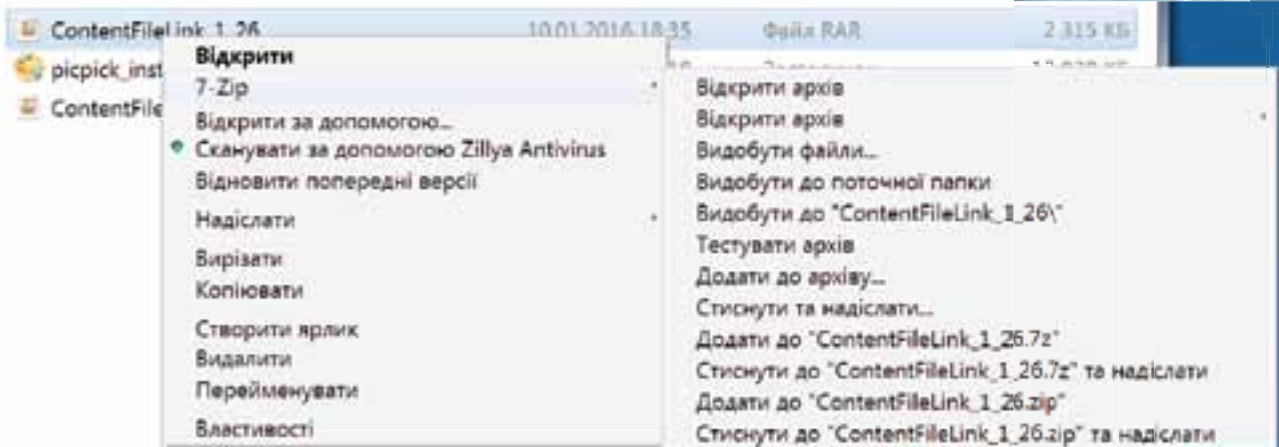 ContentFileLink_1_26 10.01.2016 18:35 Файл RAR 2 315 КБ
picpick_inst
ContentFile
Відкрити
7-Zip
Відкрити за допомогою...
Сканувати за допомогою Zillya Antivirus
Відновити попередні версії
Надіслати
Вирізати
Копіювати
Створити ярлик
Видалити
Перейменувати
Властивості
Відкрити архів
Відкрити архів
Видобути файли...
Видобути до поточної папки
Видобути до "ContentFileLink_1_26\"
Тестувати архів
Додати до архіву...
Стиснути та надіслати...
Додати до "ContentFileLink_1_26.7z"
Стиснути до "ContentFileLink_1_26.7z" та надіслати
Додати до "ContentFileLink_1_26.zip"
Стиснути до "ContentFileLink_1_26.zip" та надіслати